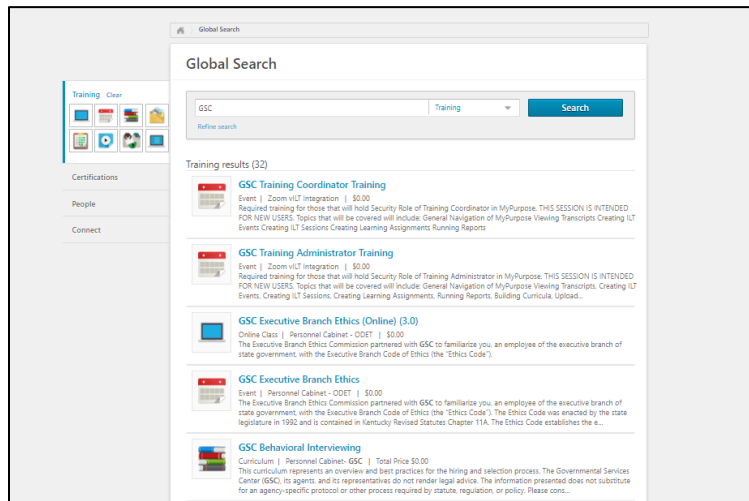 Global Search
Global Search
Training Clear
GSC
Training
Search
Refine search
Certifications
People
Connect
Training results (32)
GSC Training Coordinator Training
Event | Zoom vILT Integration | $0.00
Required training for those that will hold Security Role of Training Coordinator in MyPurpose. THIS SESSION IS INTENDED
FOR NEW USERS. Topics that will be covered will include: General Navigation of MyPurpose Viewing Transcripts Creating ILT
Events Creating ILT Sessions Creating Learning Assignments Running Reports
GSC Training Administrator Training
Event | Zoom vILT Integration | $0.00
Required training for those that will hold Security Role of Training Administrator in MyPurpose. THIS SESSION IS INTENDED
FOR NEW USERS. Topics that will be covered will include: General Navigation of MyPurpose Viewing Transcripts, Creating ILT
Events, Creating ILT Sessions, Creating Learning Assignments, Running Reports, Building Curricula, Upload...
GSC Executive Branch Ethics (Online) (3.0)
Online Class | Personnel Cabinet - ODET | $0.00
The Executive Branch Ethics Commission partnered with GSC to familiarize you, an employee of the executive branch of
state government, with the Executive Branch Code of Ethics (the "Ethics Code").
GSC Executive Branch Ethics
Event | Personnel Cabinet - ODET | $0.00
The Executive Branch Ethics Commission partnered with GSC to familiarize you, an employee of the executive branch of
state government, with the Executive Branch Code of Ethics (the "Ethics Code"). The Ethics Code was enacted by the state
legislature in 1992 and is contained in Kentucky Revised Statutes Chapter 11A. The Ethics Code establishes the e...
GSC Behavioral Interviewing
Curriculum | Personnel Cabinet- GSC | Total Price $0.00
This curriculum represents an overview and best practices for the hiring and selection process. The Governmental Services
Center (GSC), its agents, and its representatives do not render legal advice. The information presented does not substitute
for an agency-specific protocol or other process required by statute, regulation, or policy. Please cons...